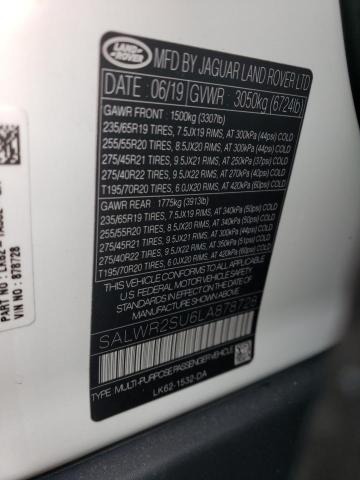 LAND ROVER
MFD BY JAGUAR LAND ROVER LTD
DATE: 06/19 GVWR : 3050kg (6724lb)
GAWR FRONT : 1500kg (3307lb)
235/65R19 TIRES, 7.5JX19 RIMS, AT 300kPa (44psi) COLD
255/55R20 TIRES, 8.5JX20 RIMS, AT 300kPa (44psi) COLD
275/45R21 TIRES, 9.5JX21 RIMS, AT 250kPa (37psi) COLD
275/40R22 TIRES, 9.5JX22 RIMS, AT 270kPa (40psi) COLD
T195/70R20 TIRES, 6.0JX20 RIMS, AT 420kPa (60psi) COLD
GAWR REAR : 1775kg (3913lb)
235/65R19 TIRES, 7.5JX19 RIMS, AT 340kPa (50psi) COLD
255/55R20 TIRES, 8.5JX20 RIMS, AT 340kPa (50psi) COLD
275/45R21 TIRES, 9.5JX21 RIMS, AT 300kPa (44psi) COLD
275/40R22 TIRES, 9.5JX22 RIMS, AT 350kPa (51psi) COLD
T195/70R20 TIRES, 6.0JX20 RIMS, AT 420kPa (60psi) COLD
THIS VEHICLE CONFORMS TO ALL APPLICABLE
FEDERAL MOTOR VEHICLE SAFETY AND THEFT PREVENTION
STANDARDS IN EFFECT ON THE DATE OF
MANUFACTURE SHOWN ABOVE.
SALWR2SU6LA878728
TYPE: MULTI-PURPOSE PASSENGER VEHICLE
LK62-1532-DA
PART NO : LK62-
VIN NO : 878728